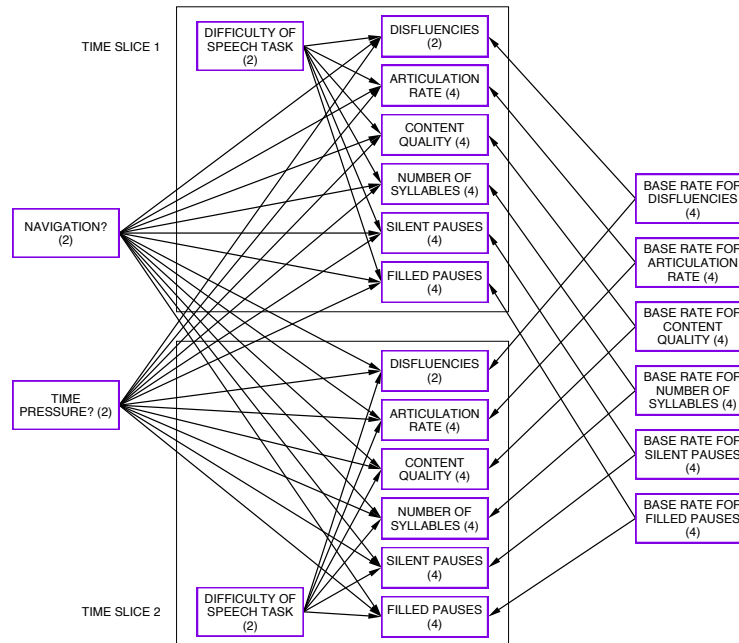 TIME SLICE 1
DIFFICULTY OF
SPEECH TASK
(2)
DISFLUENCIES
(2)
ARTICULATION
RATE (4)
CONTENT
QUALITY (4)
NUMBER OF
SYLLABLES (4)
SILENT PAUSES
(4)
FILLED PAUSES
(4)
NAVIGATION?
(2)
TIME
PRESSURE? (2)
BASE RATE FOR
DISFLUENCIES
(4)
BASE RATE FOR
ARTICULATION
RATE (4)
BASE RATE FOR
CONTENT
QUALITY (4)
BASE RATE FOR
NUMBER OF
SYLLABLES (4)
BASE RATE FOR
SILENT PAUSES
(4)
BASE RATE FOR
FILLED PAUSES
(4)
DISFLUENCIES
(2)
ARTICULATION
RATE (4)
CONTENT
QUALITY (4)
NUMBER OF
SYLLABLES (4)
SILENT PAUSES
(4)
FILLED PAUSES
(4)
DIFFICULTY OF
SPEECH TASK
(2)
TIME SLICE 2